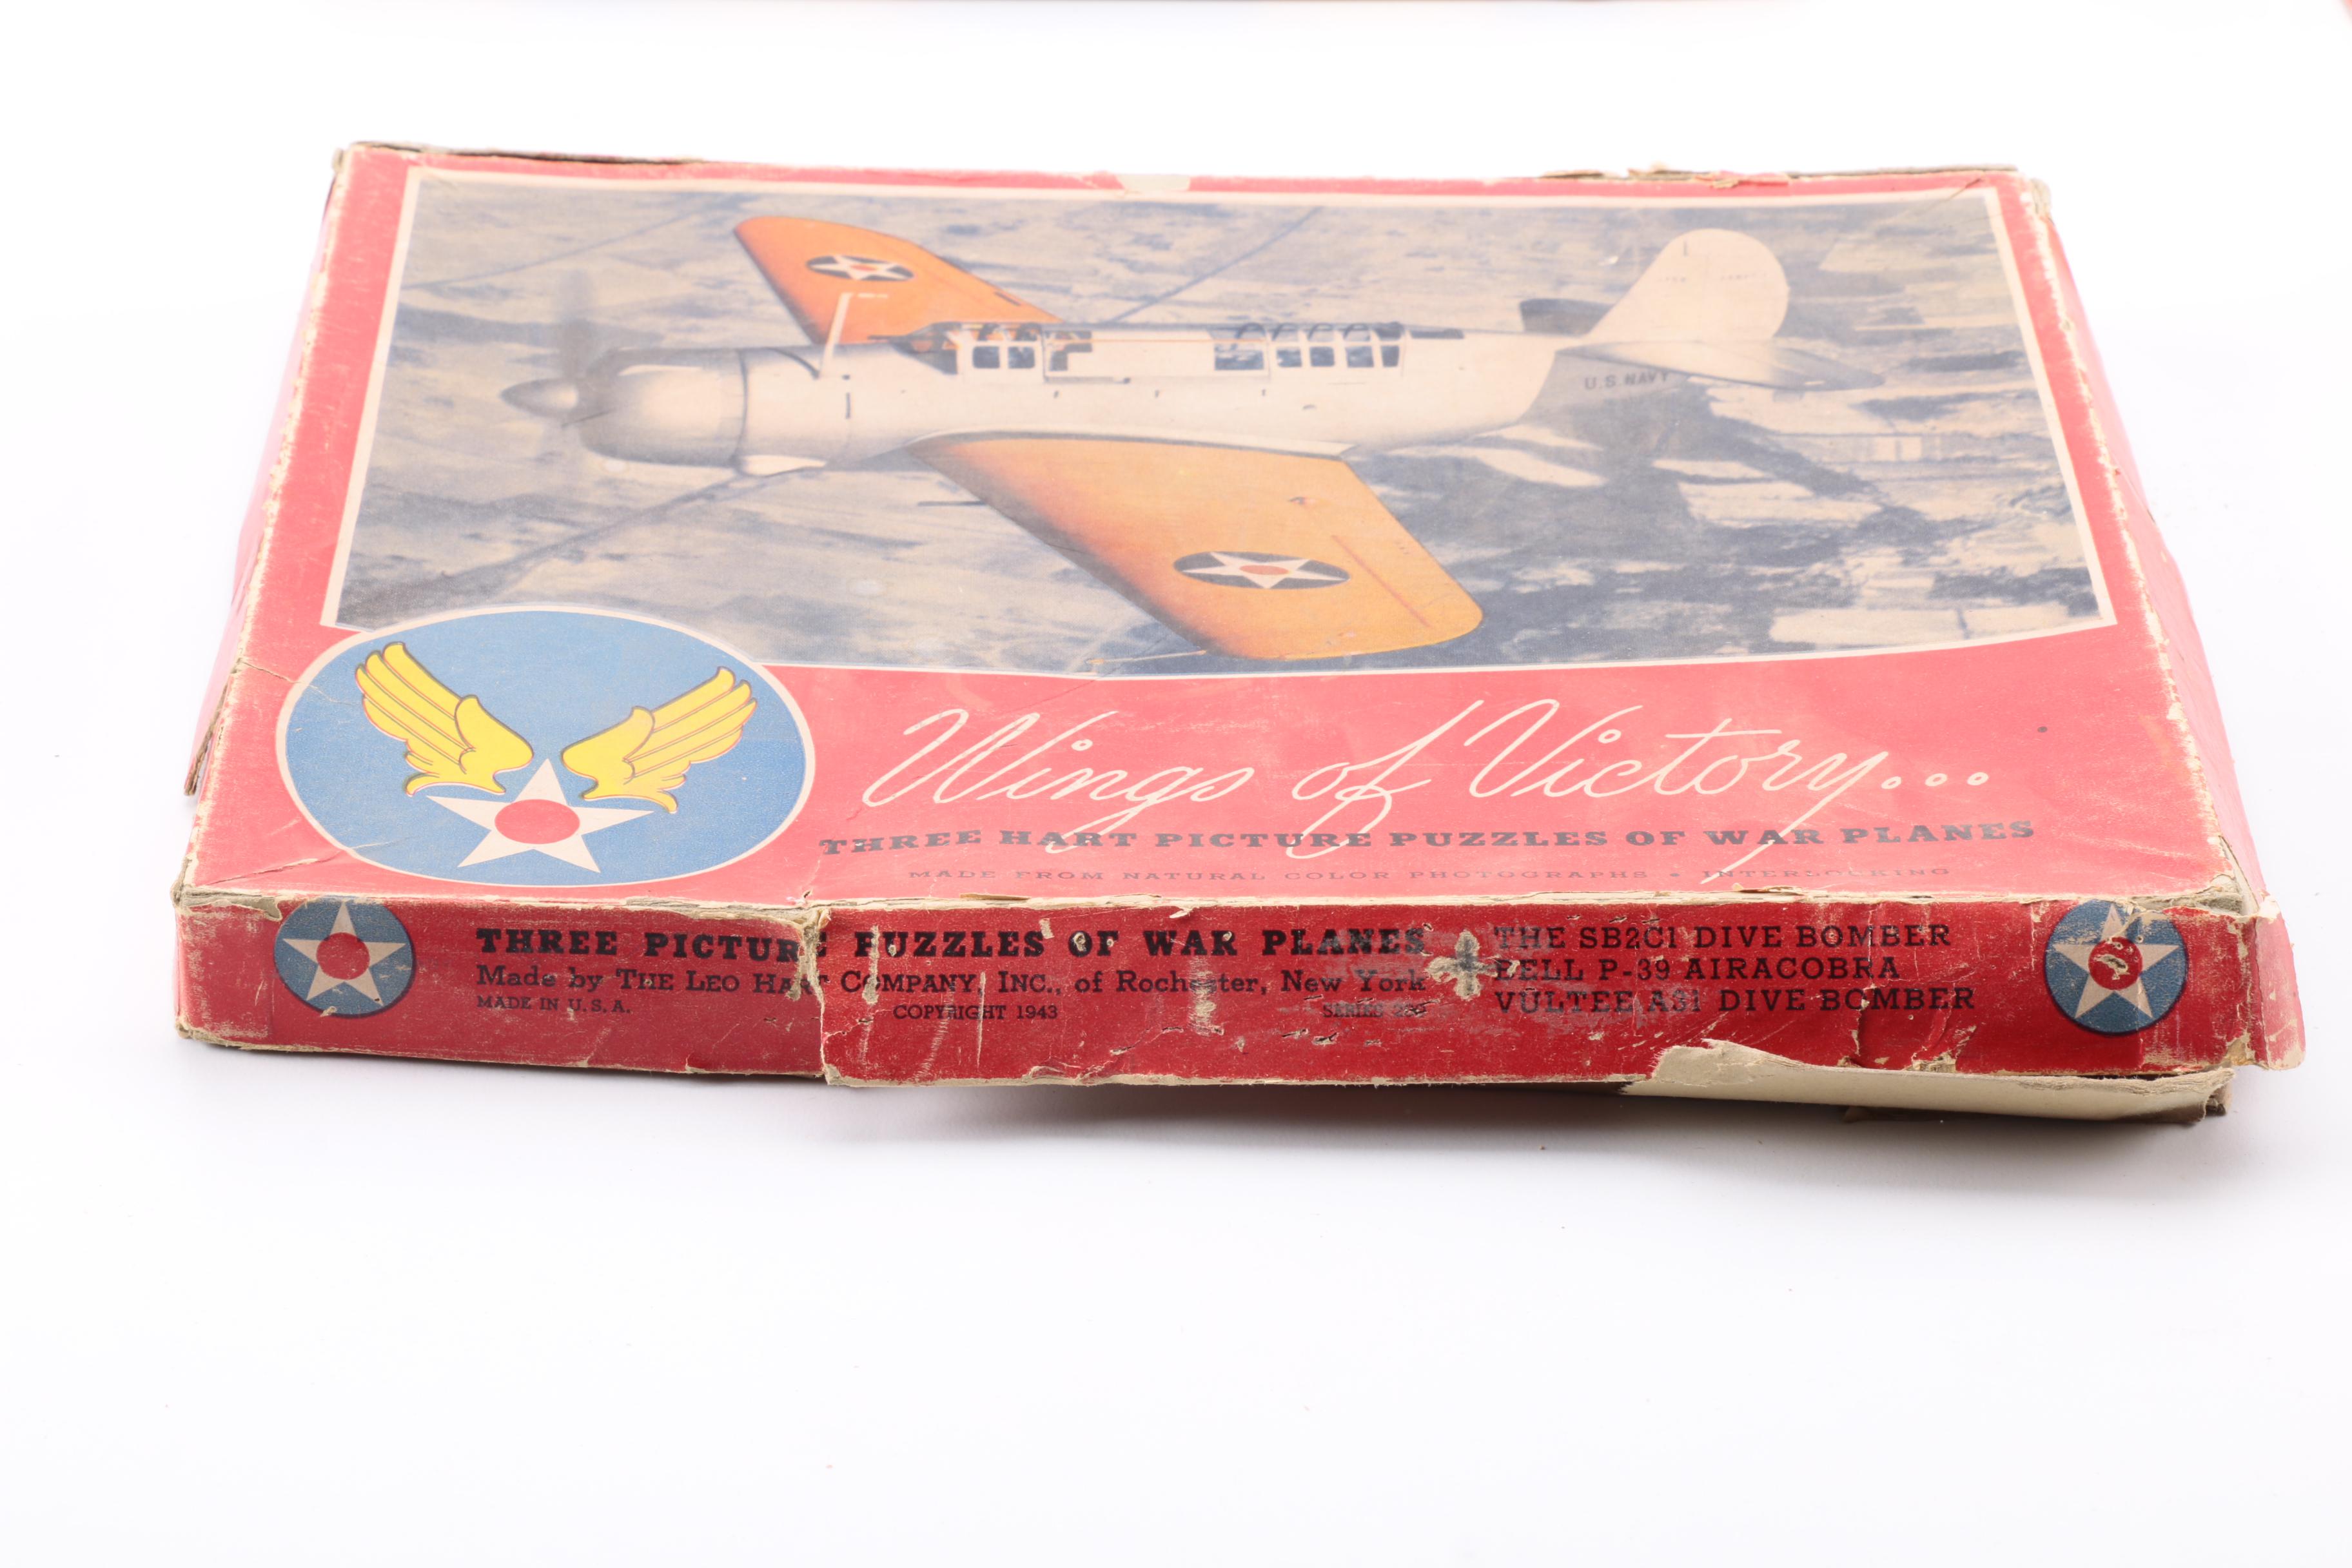 U.S. NAVY
Wings of Victory...
THREE HART PICTURE PUZZLES OF WAR PLANES
MADE FROM NATURAL COLOR PHOTOGRAPHS • INTERLOCKING
THREE PICTURE PUZZLES OF WAR PLANES
Made by THE LEO HART COMPANY, INC., of Rochester, New York
MADE IN U.S.A. COPYRIGHT 1943 SERIES
THE SB2C1 DIVE BOMBER
BELL P-39 AIRACOBRA
VULTEE A31 DIVE BOMBER